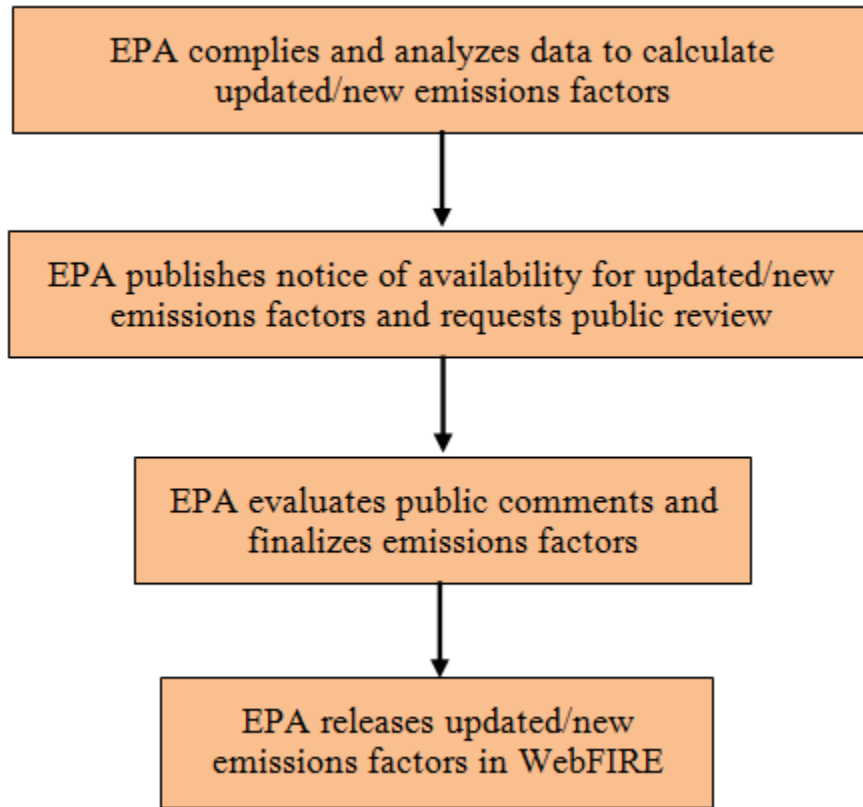 EPA complies and analyzes data to calculate
updated/new emissions factors
EPA publishes notice of availability for updated/new
emissions factors and requests public review
EPA evaluates public comments and
finalizes emissions factors
EPA releases updated/new
emissions factors in WebFIRE